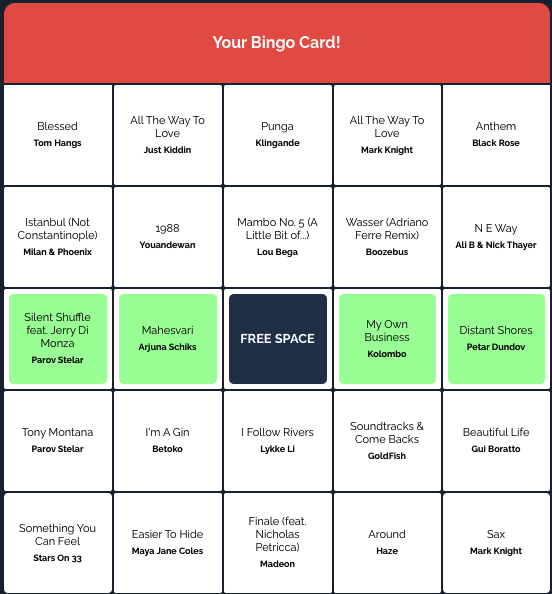 Your Bingo Card!
Blessed
Tom Hangs
All The Way To
Love
Just Kiddin
Punga
Klingande
All The Way To
Love
Mark Knight
Anthem
Black Rose
Istanbul (Not
Constantinople)
Milan & Phoenix
1988
Youandewan
Mambo No. 5 (A
Little Bit of...)
Lou Bega
Wasser (Adriano
Ferre Remix)
Boozebus
N E Way
Ali B & Nick Thayer
Silent Shuffle
feat. Jerry Di
Monza
Parov Stelar
Mahesvari
Arjuna Schiks
FREE SPACE
My Own
Business
Kolombo
Distant Shores
Petar Dundov
Tony Montana
Parov Stelar
I'm A Gin
Betoko
I Follow Rivers
Lykke Li
Soundtracks &
Come Backs
GoldFish
Beautiful Life
Gui Boratto
Something You
Can Feel
Stars On 33
Easier To Hide
Maya Jane Coles
Finale (feat.
Nicholas
Petricca)
Madeon
Around
Haze
Sax
Mark Knight